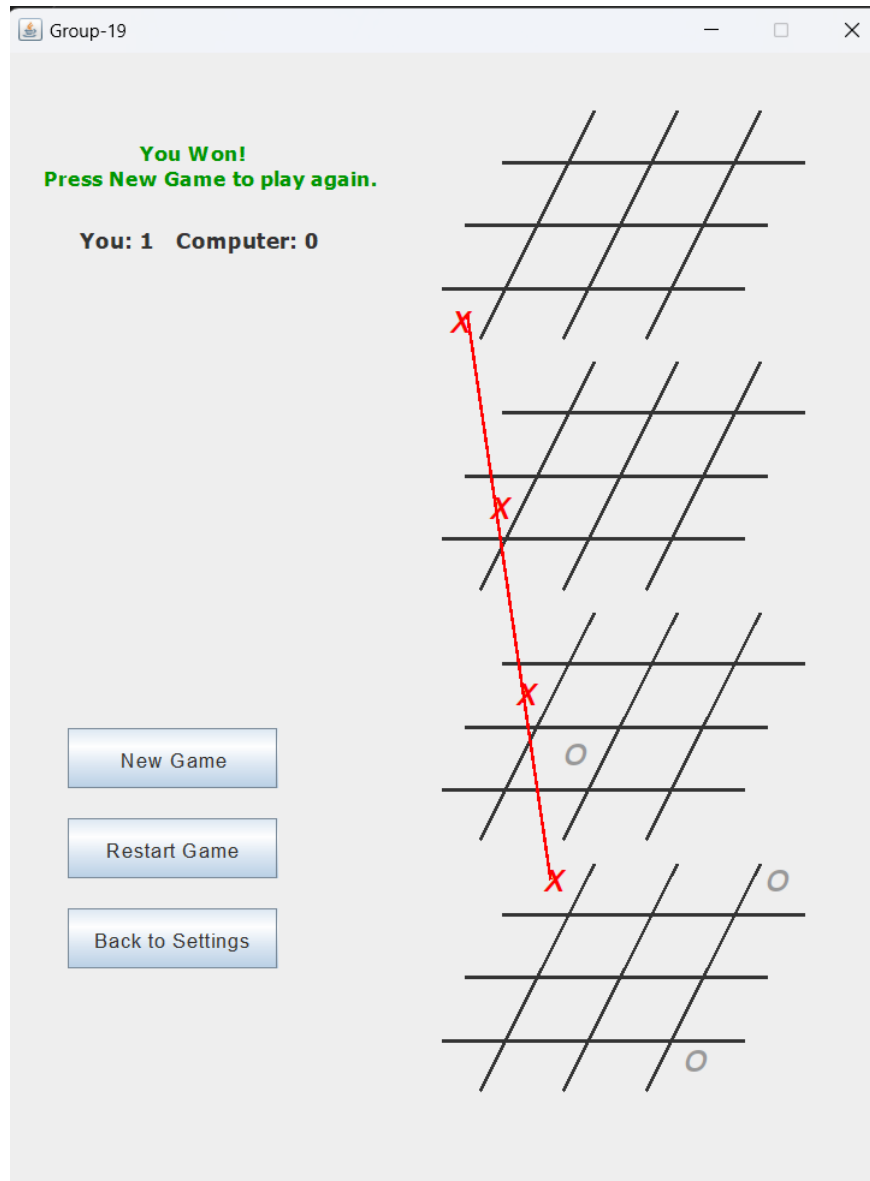 Group-19
You Won!
Press New Game to play again.
You: 1 Computer: 0
X
X
X
O
X
O
O
New Game
Restart Game
Back to Settings